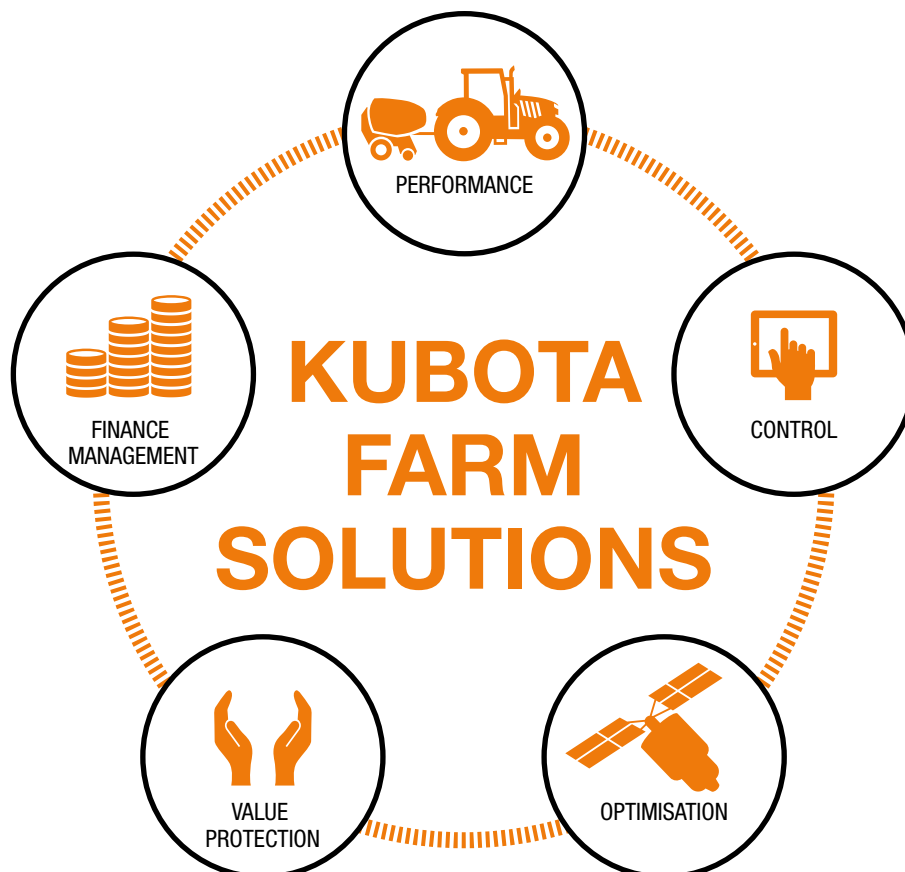 PERFORMANCE
KUBOTA
FARM
SOLUTIONS
CONTROL
OPTIMISATION
VALUE
PROTECTION
FINANCE
MANAGEMENT